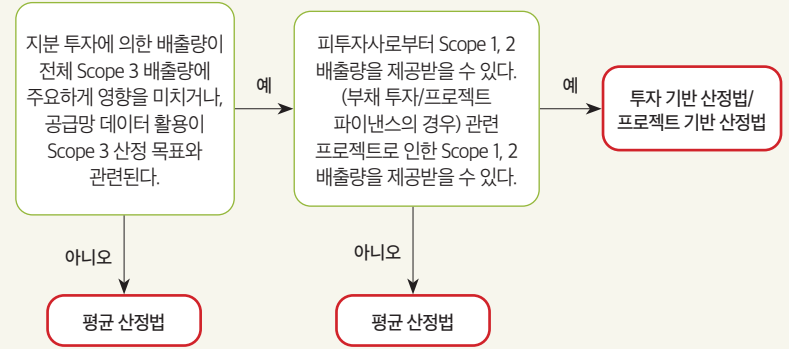 지분 투자에 의한 배출량이
전체 Scope 3 배출량에
주요하게 영향을 미치거나,
공급망 데이터 활용이
Scope 3 산정 목표와
관련된다.
예
피투자사로부터 Scope 1, 2
배출량을 제공받을 수 있다.
(부채 투자/프로젝트
파이낸스의 경우) 관련
프로젝트로 인한 Scope 1, 2
배출량을 제공받을 수 있다.
예
투자 기반 산정법/
프로젝트 기반 산정법
아니오
아니오
평균 산정법
평균 산정법